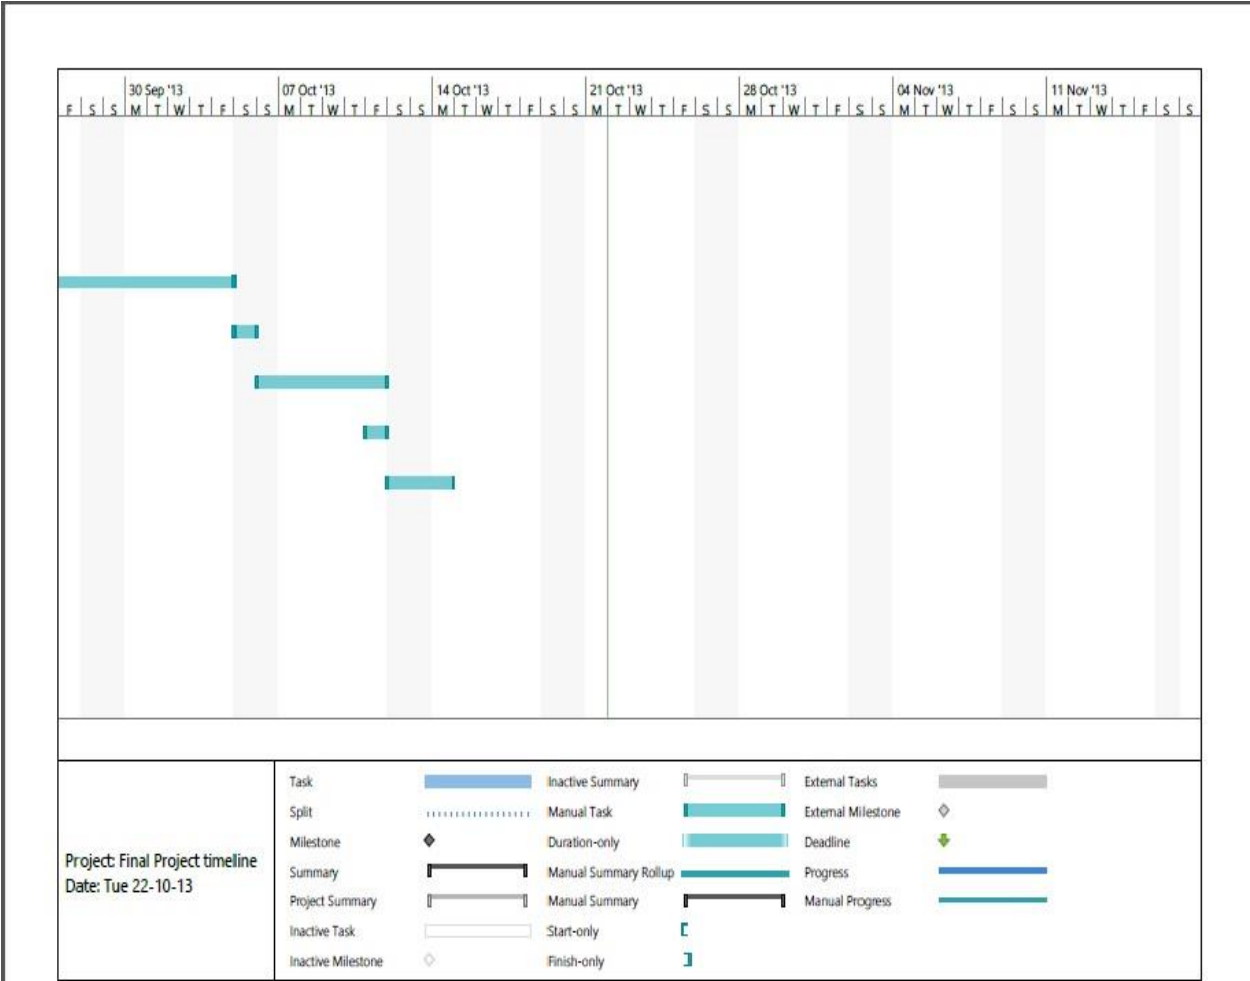 30 Sep '13 07 Oct '13 14 Oct '13 21 Oct '13 28 Oct '13 04 Nov '13 11 Nov '13
F S S M T W T F S S M T W T F S S M T W T F S S M T W T F S S M T W T F S S M T W T F S S M T W T F S S
Task Inactive Summary External Tasks
Split Manual Task External Milestone
Milestone Duration-only Deadline
Project: Final Project timeline
Date: Tue 22-10-13
Summary Manual Summary Rollup Progress
Project Summary Manual Summary Manual Progress
Inactive Task Start-only
Inactive Milestone Finish-only